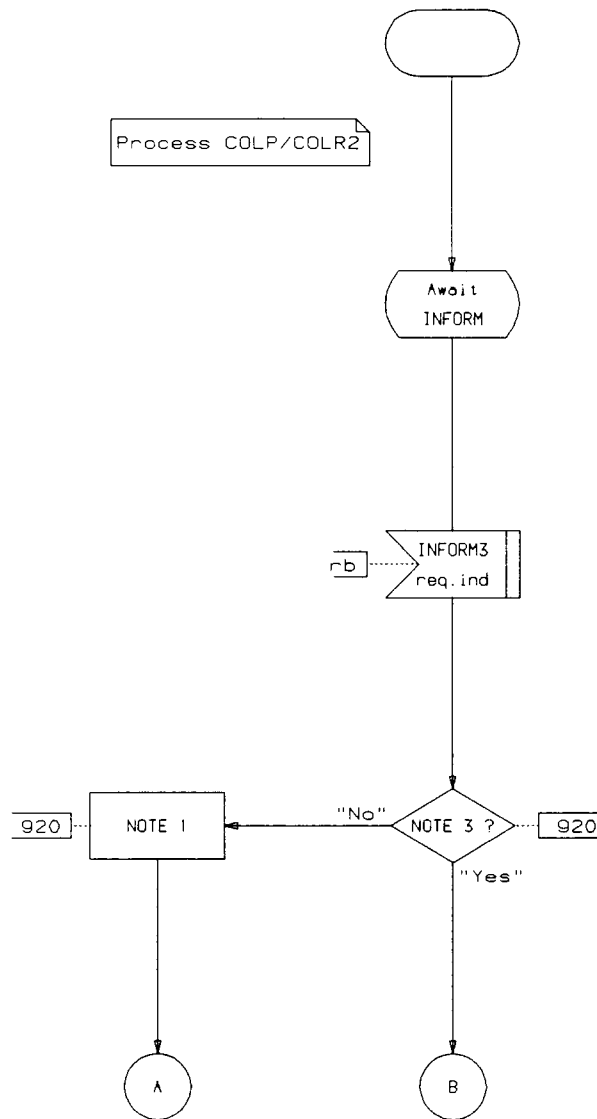 Process COLP/COLR2
Await
INFORM
rb
INFORM3
req.ind
920
NOTE 1
"No"
NOTE 3 ?
920
"Yes"
A
B